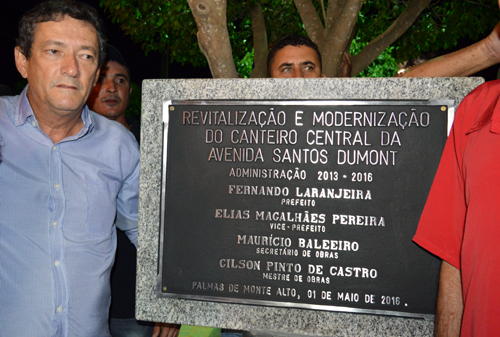 REVITALIZAÇÃO E MODERNIZAÇÃO
DO CANTEIRO CENTRAL DA
AVENIDA SANTOS DUMONT
ADMINISTRAÇÃO 2013 - 2016
FERNANDO LARANJEIRA
PREFEITO
ELIAS MAGALHÃES PEREIRA
VICE-PREFEITO
MAURÍCIO BALEEIRO
SECRETÁRIO DE OBRAS
CILSON PINTO DE CASTRO
MESTRE DE OBRAS
PALMAS DE MONTE ALTO, 01 DE MAIO DE 2016.